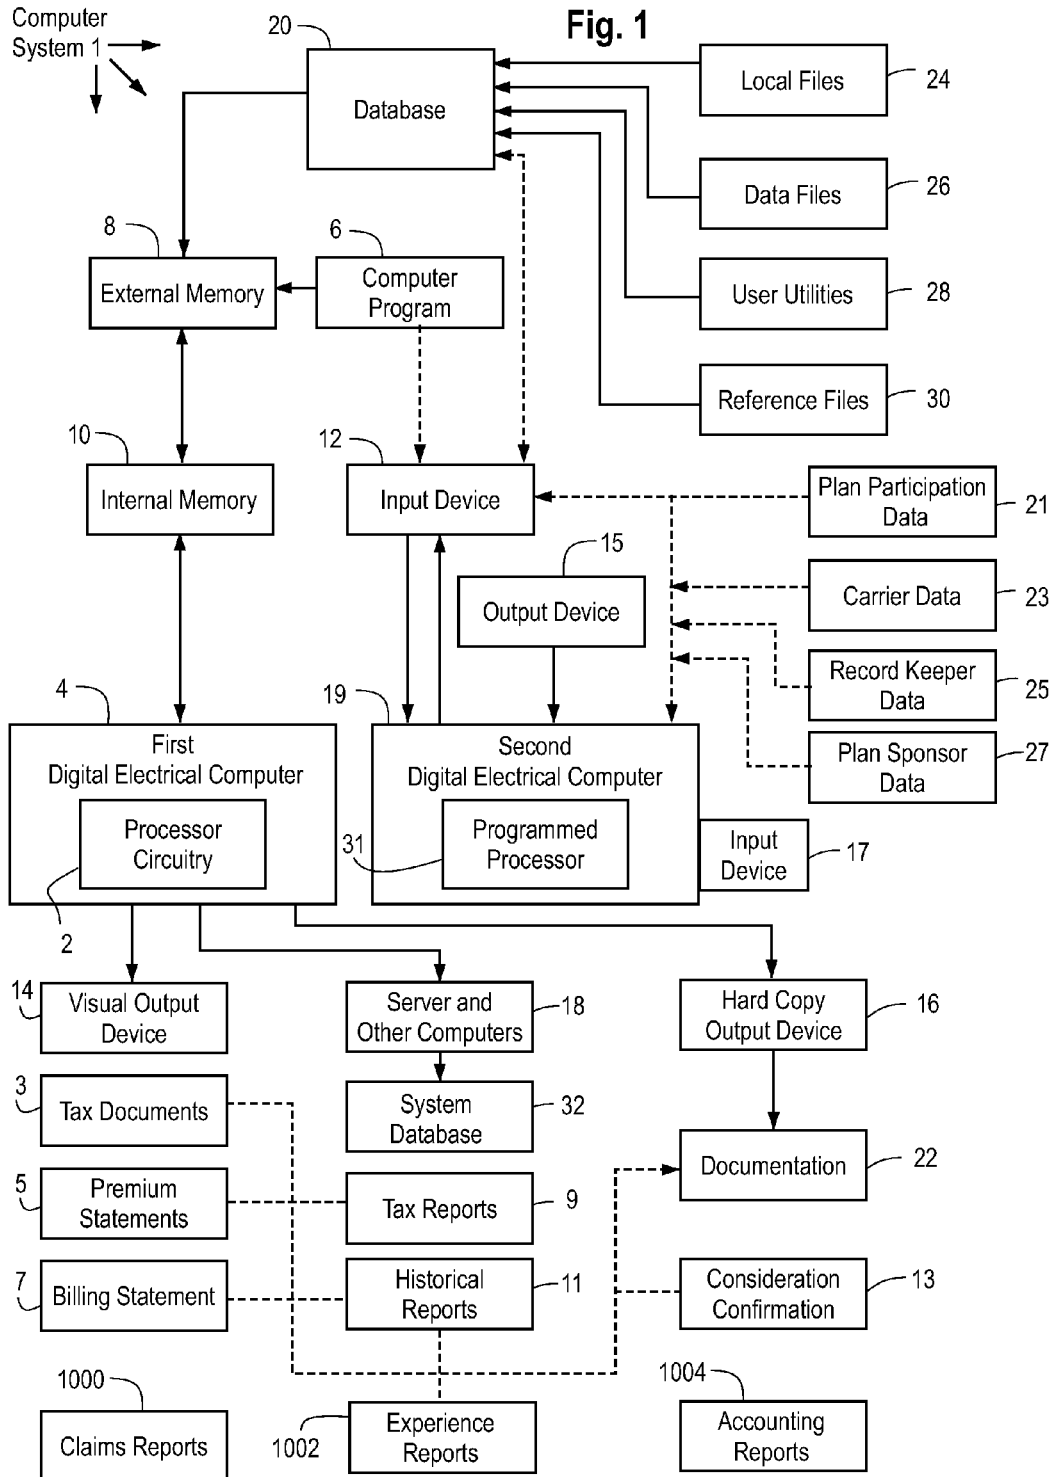 Computer
System 1
Fig. 1
20
Database
Local Files
24
Data Files
26
8
6
External Memory
Computer
Program
User Utilities
28
Reference Files
30
10
12
Internal Memory
Input Device
Plan Participation
Data
21
15
Output Device
Carrier Data
23
Record Keeper
Data
25
4
19
First
Digital Electrical Computer
Second
Digital Electrical Computer
Plan Sponsor
Data
27
Processor
Circuitry
31
Programmed
Processor
Input
Device
17
2
14
Visual Output
Device
Server and
Other Computers
18
Hard Copy
Output Device
16
3
Tax Documents
System
Database
32
Documentation
22
5
Premium
Statements
Tax Reports
9
7
Billing Statement
Historical
Reports
11
Consideration
Confirmation
13
1000
Claims Reports
1002
Experience
Reports
1004
Accounting
Reports